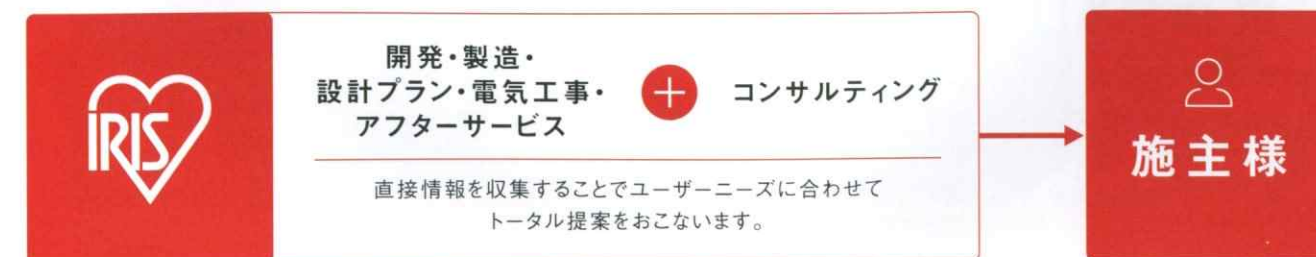 IRIS
開発・製造・
設計プラン・電気工事・
アフターサービス
コンサルティング
直接情報を収集することでユーザーニーズに合わせて
トータル提案をおこないます。
施主様